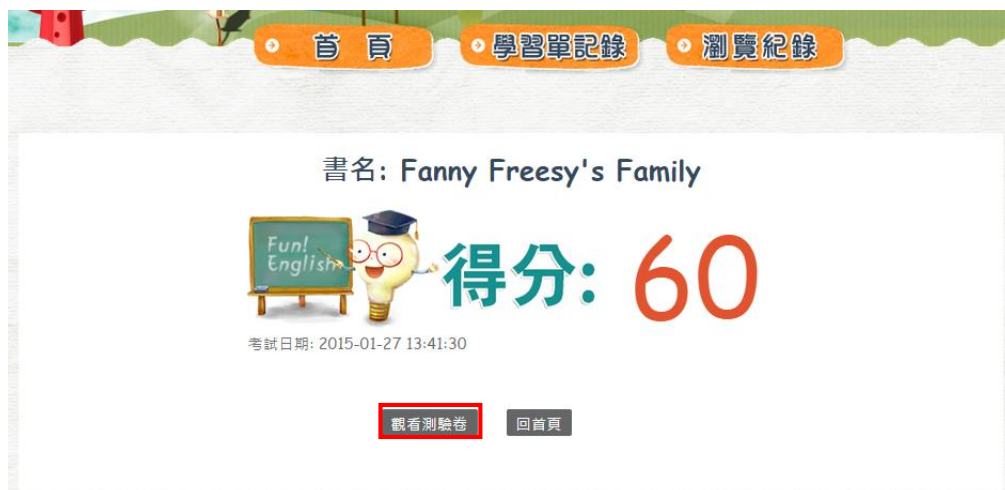 首頁 學習單記錄 瀏覽紀錄
書名: Fanny Freesy's Family
Fun!
English
得分: 60
考試日期: 2015-01-27 13:41:30
觀看測驗卷 回首頁